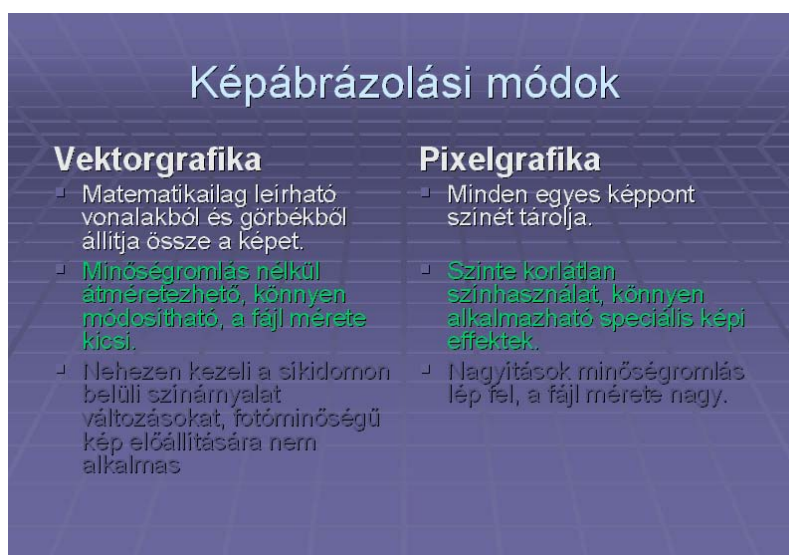 Képábrázolási módok
Vektorgrafika
Matematikailag leírható
vonalakból és görbékből
állítja össze a képet.
Minőségromlás nélkül
átméretezhető, könnyen
módosítható, a fájl mérete
kicsi.
Nehezen kezeli a síkidomon
belüli színárnyalat
változásokat, fotóminőségű
kép előállítására nem
alkalmas
Pixelgrafika
Minden egyes képpont
színét tárolja.
Szinte korlátlan
színhasználat, könnyen
alkalmazható speciális képi
effektek.
Nagyítások minőségromlás
lép fel, a fájl mérete nagy.